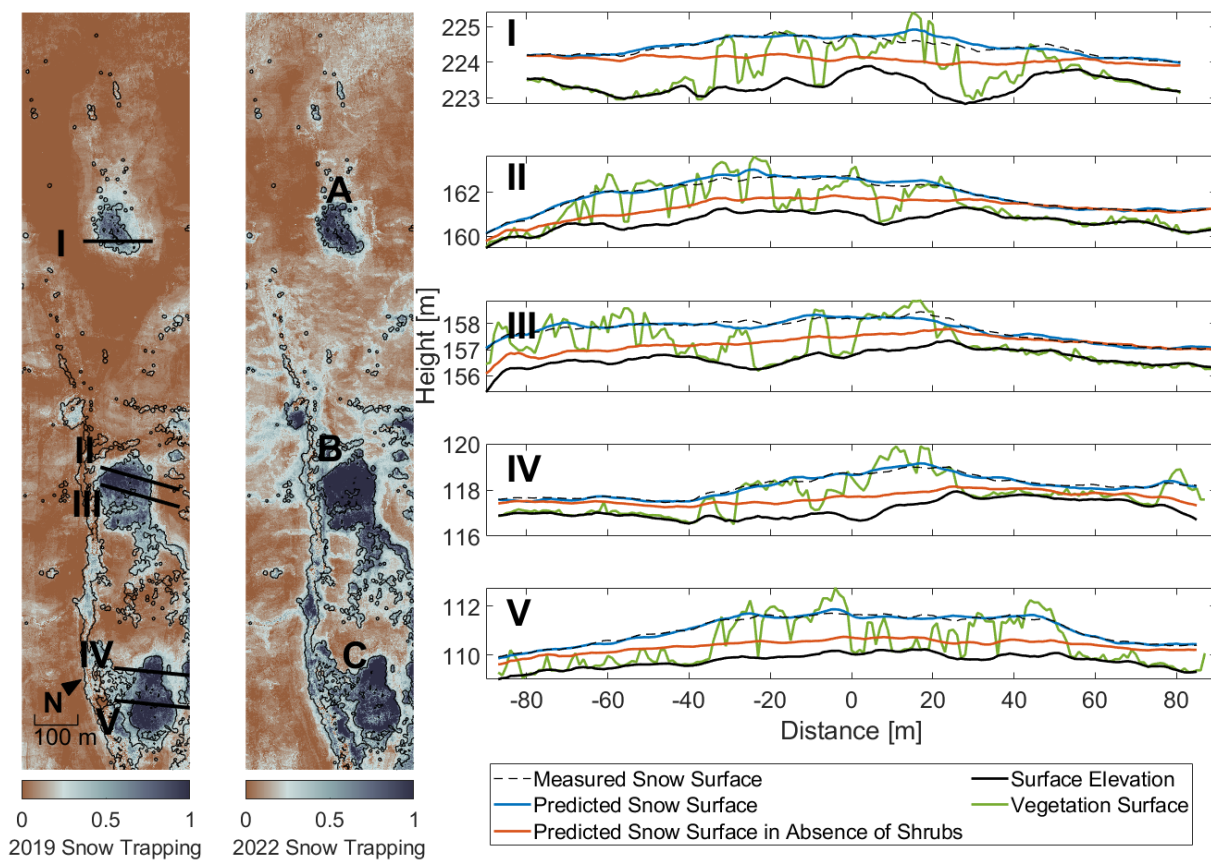 I
A
II
B
III
IV
C
N
V
100 m
0 0.5 1
2019 Snow Trapping
0 0.5 1
2022 Snow Trapping
Height [m]
I
225
224
223
II
162
160
III
158
157
156
IV
120
118
116
V
112
110
-80 -60 -40 -20 0 20 40 60 80
Distance [m]
Measured Snow Surface
Predicted Snow Surface
Predicted Snow Surface in Absence of Shrubs
Surface Elevation
Vegetation Surface